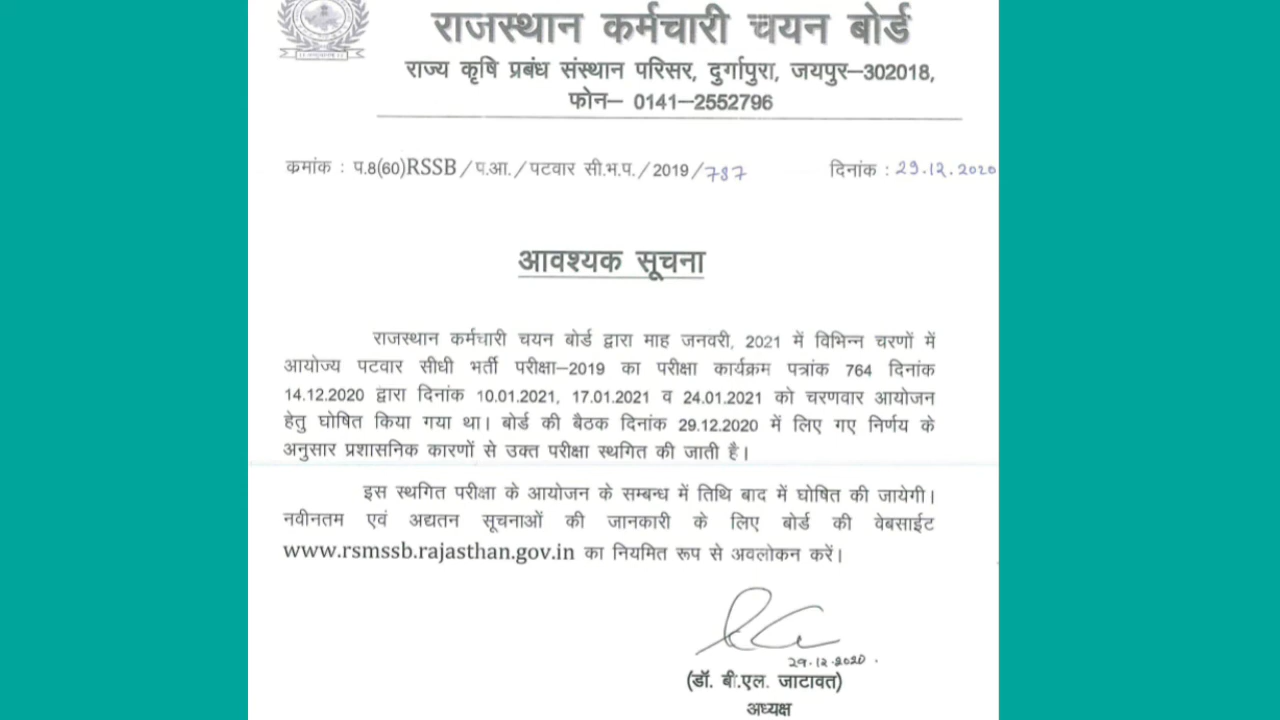 राजस्थान कर्मचारी चयन बोर्ड
राज्य कृषि प्रबंध संस्थान परिसर, दुर्गापुरा, जयपुर–302018,
फोन– 0141–2552796
कमांक : प.8(60)RSSB/प.आ./पटवार सी.भ.प./2019/787
दिनांक : 29.12.2020
आवश्यक सूचना
राजस्थान कर्मचारी चयन बोर्ड द्वारा माह जनवरी, 2021 में विभिन्न चरणों में
आयोज्य पटवार सीधी भर्ती परीक्षा–2019 का परीक्षा कार्यक्रम पत्रांक 764 दिनांक
14.12.2020 द्वारा दिनांक 10.01.2021, 17.01.2021 व 24.01.2021 को चरणवार आयोजन
हेतु घोषित किया गया था। बोर्ड की बैठक दिनांक 29.12.2020 में लिए गए निर्णय के
अनुसार प्रशासनिक कारणों से उक्त परीक्षा स्थगित की जाती है।
इस स्थगित परीक्षा के आयोजन के सम्बन्ध में तिथि बाद में घोषित की जायेगी।
नवीनतम एवं अद्यतन सूचनाओं की जानकारी के लिए बोर्ड की वेबसाईट
www.rsmssb.rajasthan.gov.in का नियमित रूप से अवलोकन करें।
29.12.2020.
(डॉ. बी.एल. जाटावत)
अध्यक्ष